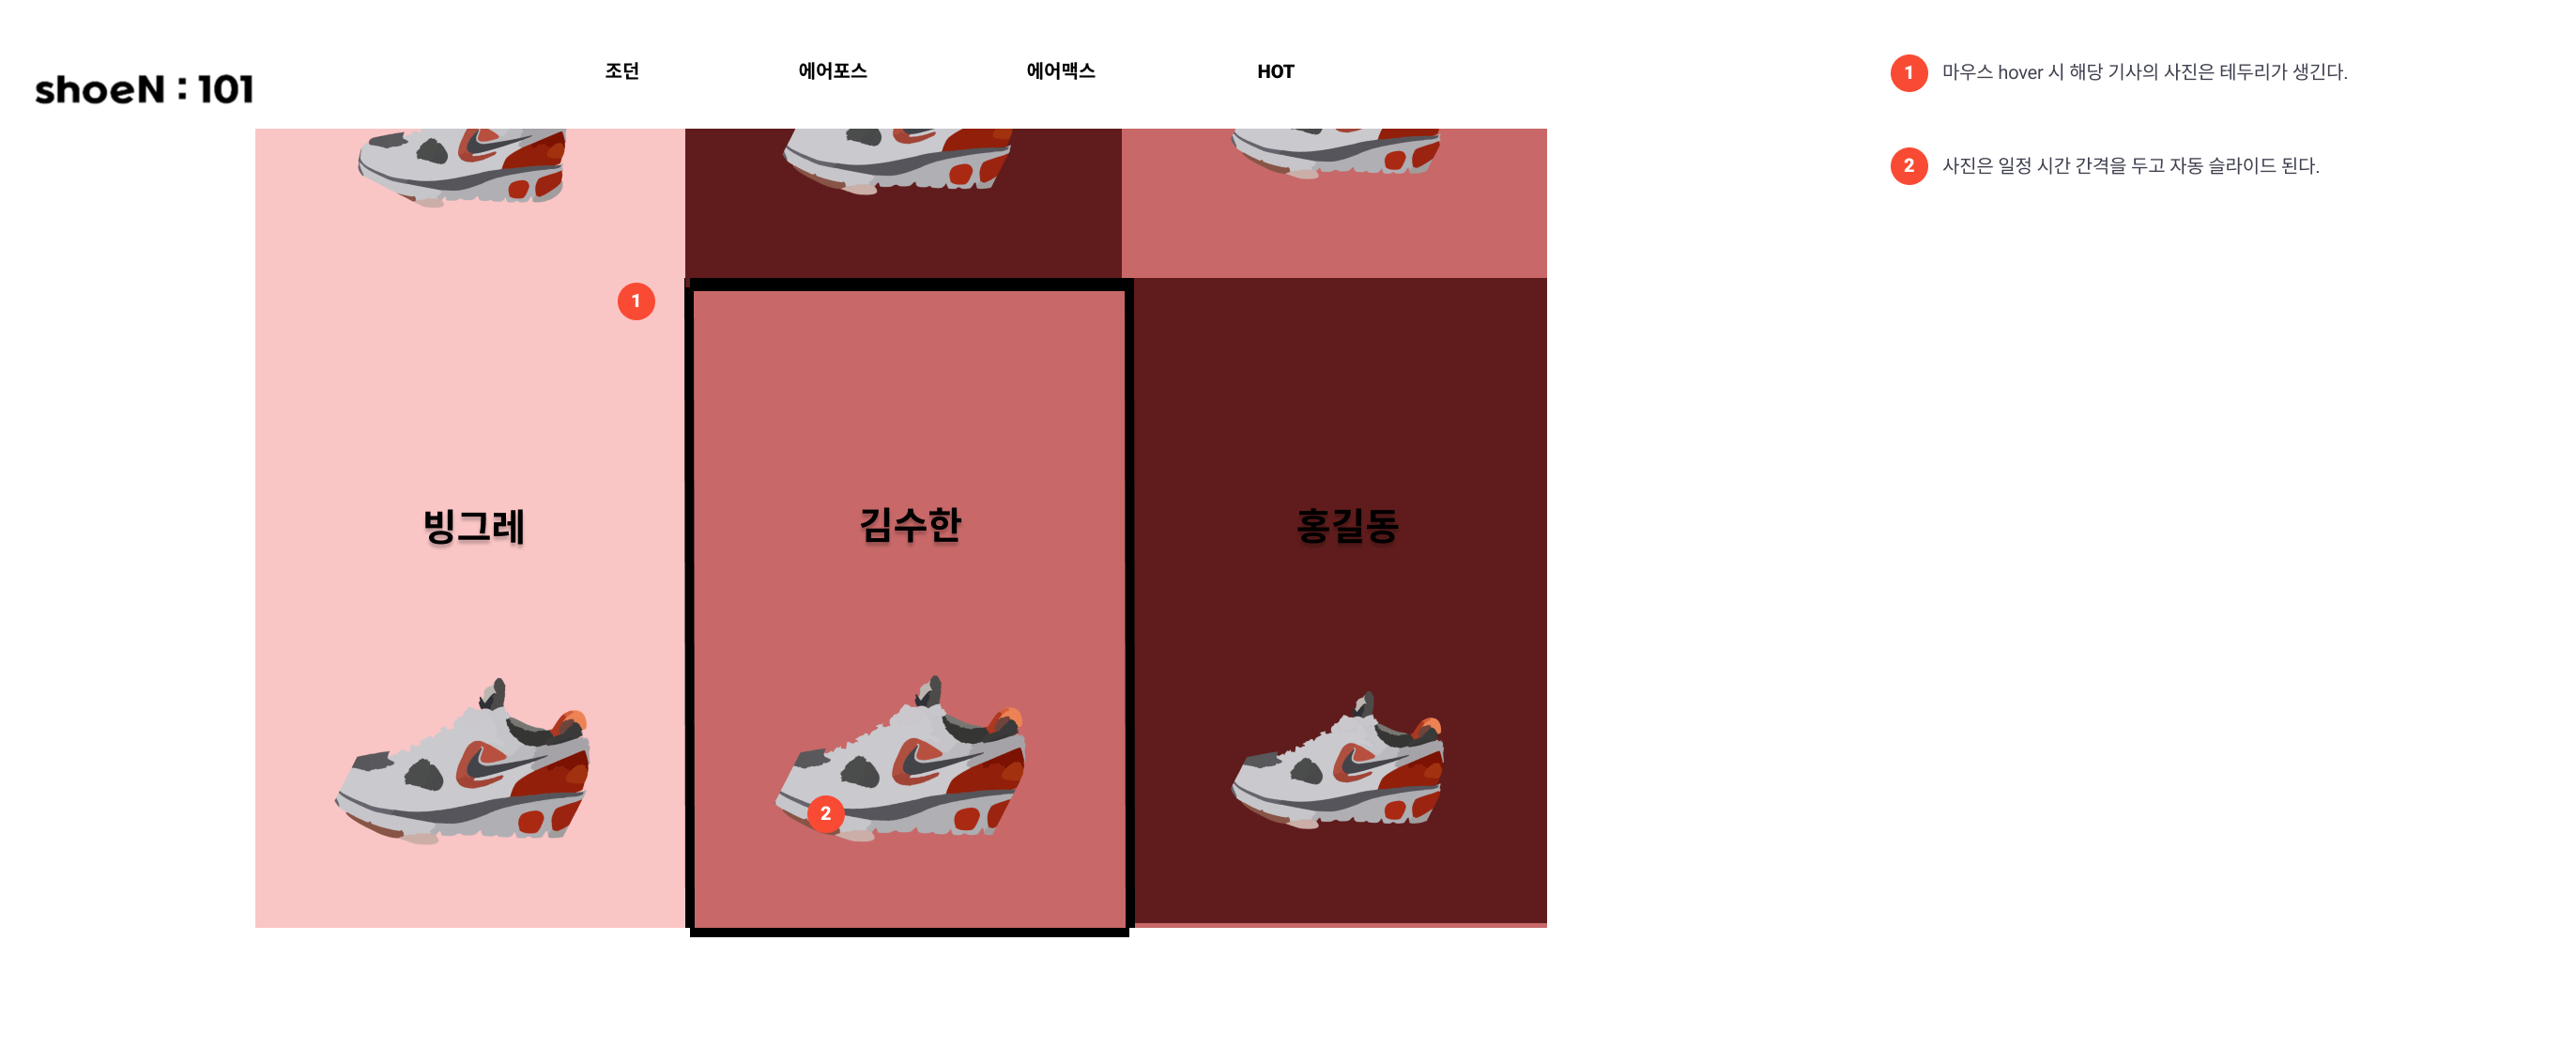 shoeN : 101
조던
에어포스
에어맥스
HOT
1 마우스 hover 시 해당 기사의 사진은 테두리가 생긴다.
2 사진은 일정 시간 간격을 두고 자동 슬라이드 된다.
1
빙그레
김수한
홍길동
2